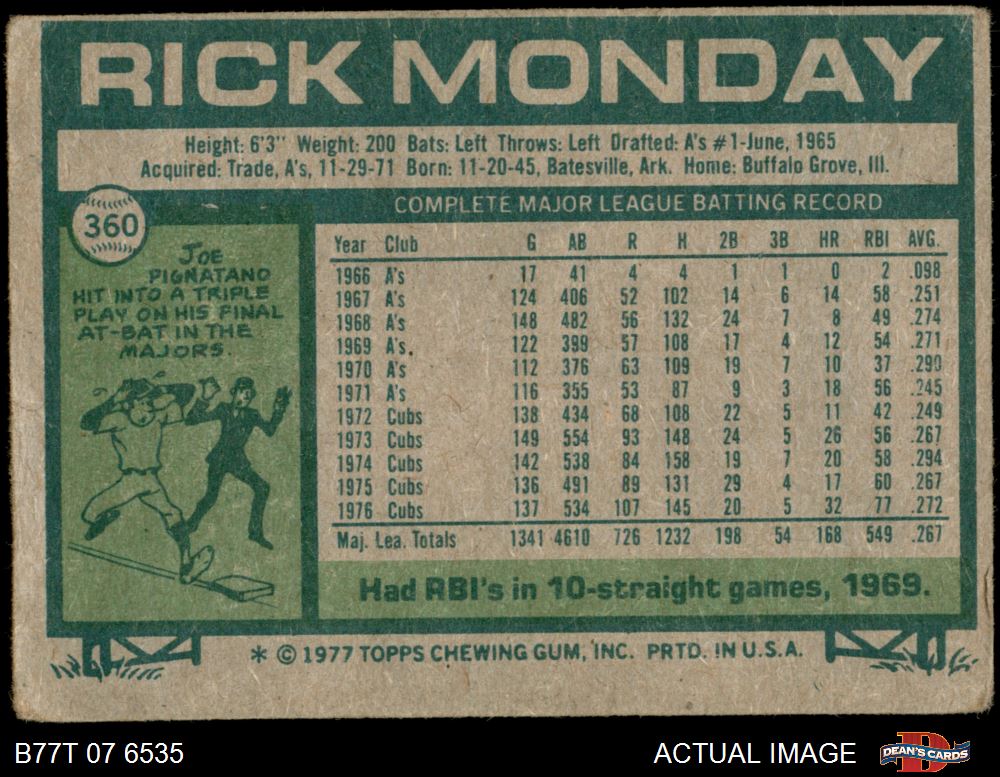 RICK MONDAY
Height: 6'3" Weight: 200 Bats: Left Throws: Left Drafted: A's #1-June, 1965
Acquired: Trade, A's, 11-29-71 Born: 11-20-45, Batesville, Ark. Home: Buffalo Grove, Ill.
360
JOE
PIGNATANO
HIT INTO A TRIPLE
PLAY ON HIS FINAL
AT-BAT IN THE
MAJORS.
COMPLETE MAJOR LEAGUE BATTING RECORD
Year Club G AB R H 2B 3B HR RBI AVG.
1966 A's 17 41 4 4 1 1 0 2 .098
1967 A's 124 406 52 102 14 6 14 58 .251
1968 A's 148 482 56 132 24 7 8 49 .274
1969 A's. 122 399 57 108 17 4 12 54 .271
1970 A's 112 376 63 109 19 7 10 37 .290
1971 A's 116 355 53 87 9 3 18 56 .245
1972 Cubs 138 434 68 108 22 5 11 42 .249
1973 Cubs 149 554 93 148 24 5 26 56 .267
1974 Cubs 142 538 84 158 19 7 20 58 .294
1975 Cubs 136 491 89 131 29 4 17 60 .267
1976 Cubs 137 534 107 145 20 5 32 77 .272
Maj. Lea. Totals 1341 4610 726 1232 198 54 168 549 .267
Had RBI's in 10-straight games, 1969.
* © 1977 TOPPS CHEWING GUM, INC. PRTD. IN U.S.A.
B77T 07 6535
ACTUAL IMAGE
DEAN'S CARDS